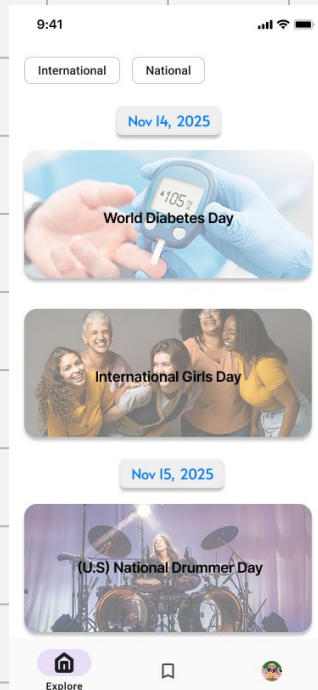 9:41
International
National
Nov 14, 2025
105
World Diabetes Day
International Girls Day
Nov 15, 2025
(U.S) National Drummer Day
Explore